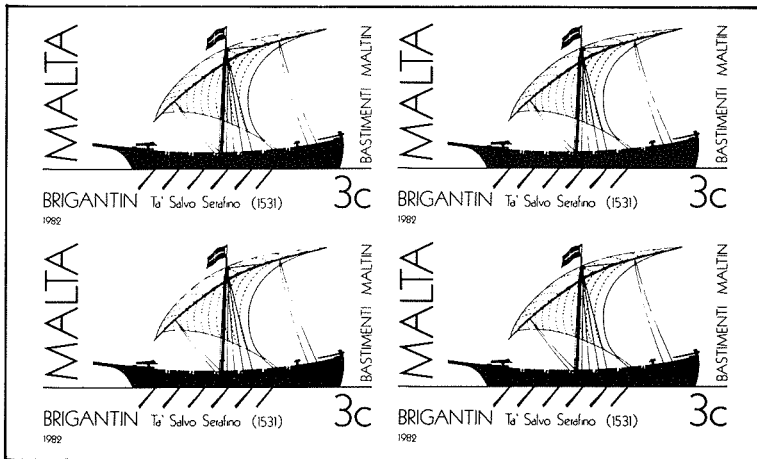 MALTA
BASTIMENTI MALTIN
BRIGANTIN Ta' Salvo Serafino (1531) 3c
1982
MALTA
BASTIMENTI MALTIN
BRIGANTIN Ta' Salvo Serafino (1531) 3c
1982
MALTA
BASTIMENTI MALTIN
BRIGANTIN Ta' Salvo Serafino (1531) 3c
1982
MALTA
BASTIMENTI MALTIN
BRIGANTIN Ta' Salvo Serafino (1531) 3c
1982